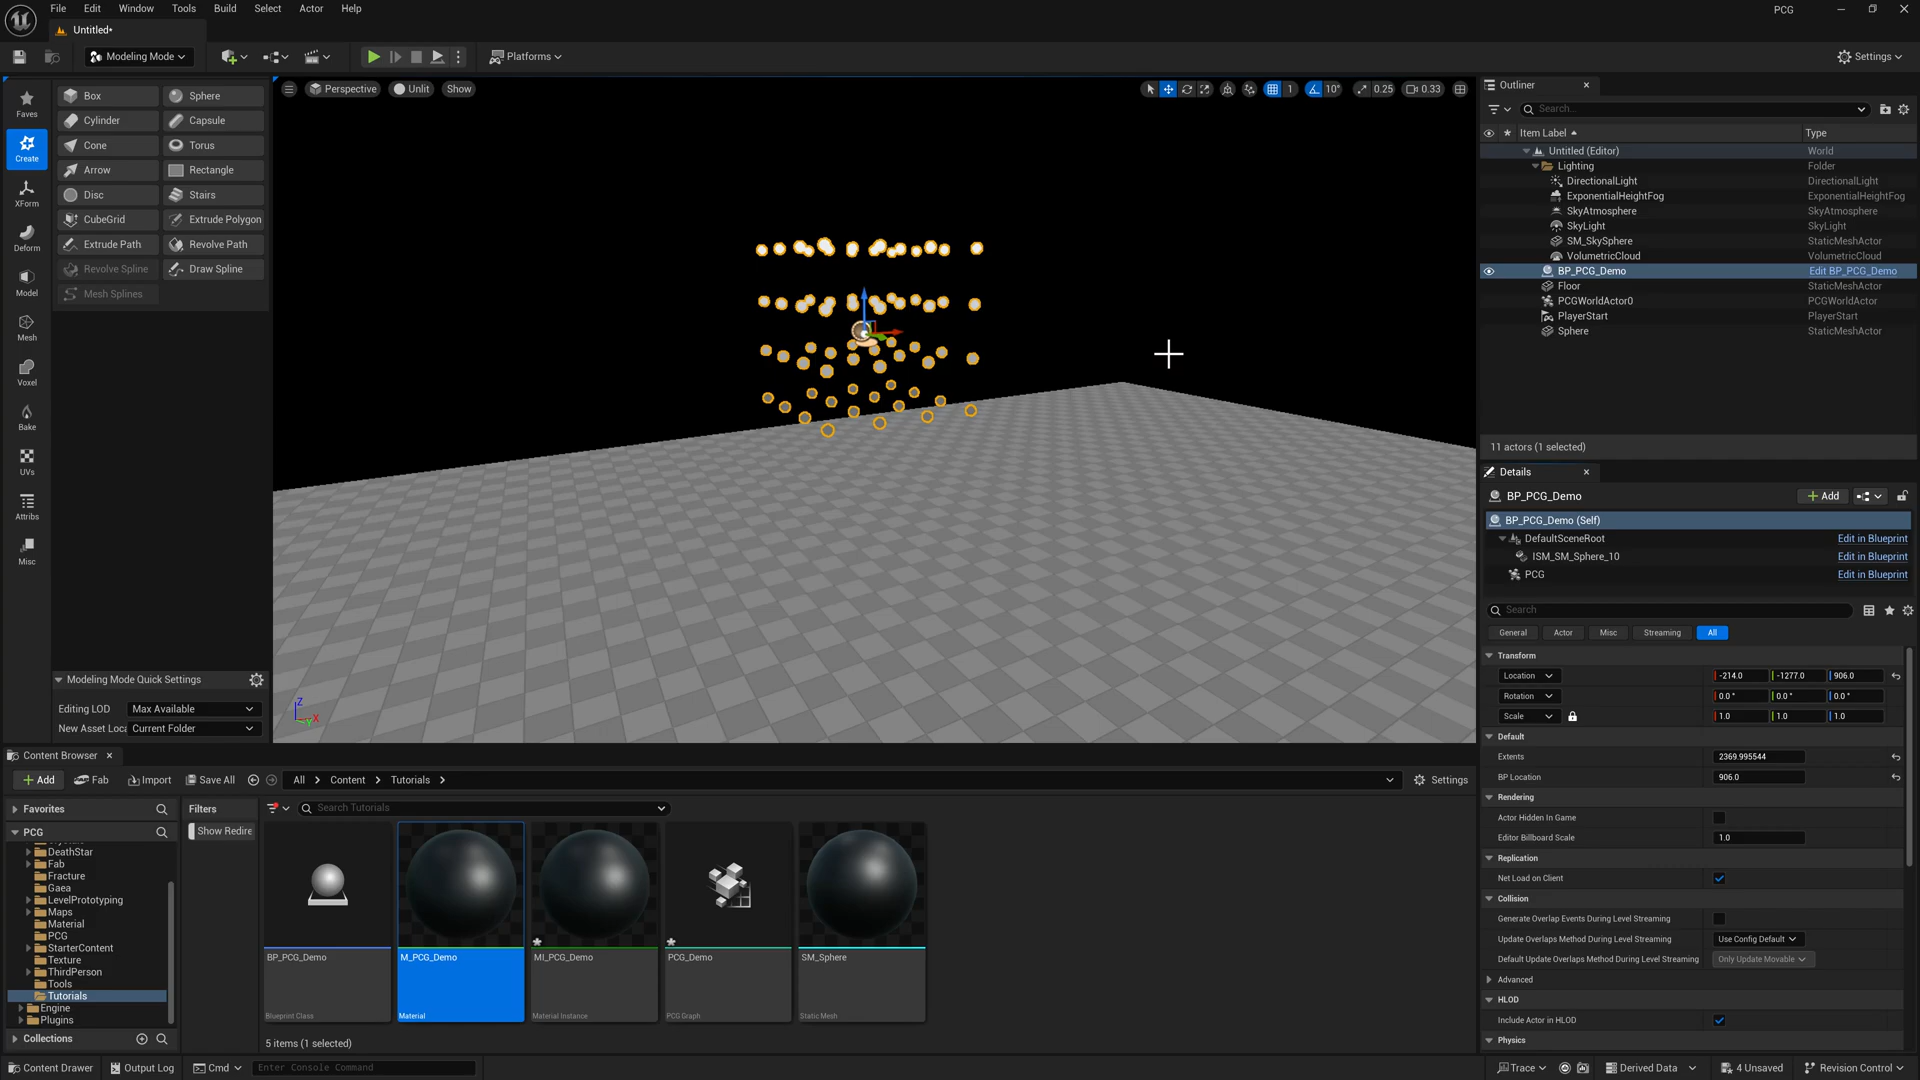 File Edit Window Tools Build Select Actor Help
PCG
Untitled*
Modeling Mode
Platforms
Settings
Faves
Create
XForm
Deform
Model
Mesh
Voxel
Bake
UVs
Attribs
Misc
Box Sphere
Cylinder Capsule
Cone Torus
Arrow Rectangle
Disc Stairs
CubeGrid Extrude Polygon
Extrude Path Revolve Path
Revolve Spline Draw Spline
Mesh Splines
Modeling Mode Quick Settings
Editing LOD Max Available
New Asset Loca Current Folder
Perspective Unlit Show
1 10° 0.25 0.33
Z
X
Outliner
Search...
Item Label Type
Untitled (Editor) World
Lighting Folder
DirectionalLight DirectionalLight
ExponentialHeightFog ExponentialHeightFog
SkyAtmosphere SkyAtmosphere
SkyLight SkyLight
SM_SkySphere StaticMeshActor
VolumetricCloud VolumetricCloud
BP_PCG_Demo Edit BP_PCG_Demo
Floor StaticMeshActor
PCGWorldActor0 PCGWorldActor
PlayerStart PlayerStart
Sphere StaticMeshActor
11 actors (1 selected)
Details
BP_PCG_Demo
Add
BP_PCG_Demo (Self)
DefaultSceneRoot Edit in Blueprint
ISM_SM_Sphere_10 Edit in Blueprint
PCG Edit in Blueprint
Search
General Actor Misc Streaming All
Transform
Location -214.0 -1277.0 906.0
Rotation 0.0 ° 0.0 ° 0.0 °
Scale 1.0 1.0 1.0
Default
Extents 2369.995544
BP Location 906.0
Rendering
Actor Hidden In Game
Editor Billboard Scale 1.0
Replication
Net Load on Client
Collision
Generate Overlap Events During Level Streaming
Update Overlaps Method During Level Streaming Use Config Default
Default Update Overlaps Method During Level Streaming Only Update Movable
Advanced
HLOD
Include Actor in HLOD
Physics
Content Browser
Add Fab Import Save All All Content Tutorials Settings
Favorites
PCG
DeathStar
Fab
Fracture
Gaea
LevelPrototyping
Maps
Material
PCG
StarterContent
Texture
ThirdPerson
Tools
Tutorials
Engine
Plugins
Collections
Filters
Show Redire
Search Tutorials
BP_PCG_Demo
Blueprint Class
M_PCG_Demo
Material
MI_PCG_Demo
Material Instance
PCG_Demo
PCG Graph
SM_Sphere
Static Mesh
5 items (1 selected)
Content Drawer Output Log Cmd Enter Console Command
Trace Derived Data 4 Unsaved Revision Control